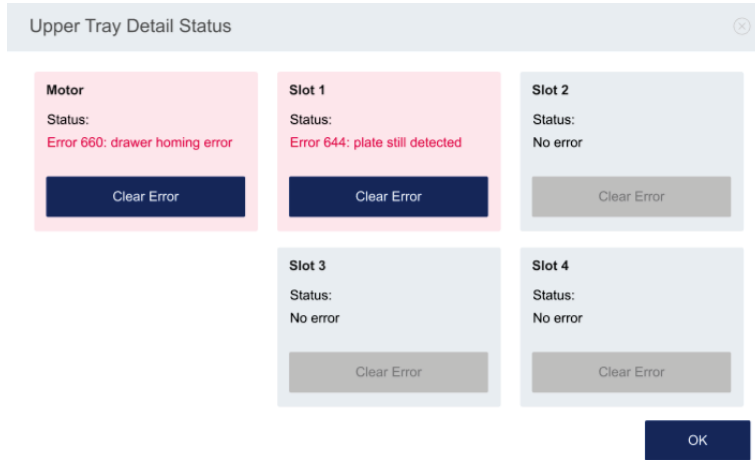 Upper Tray Detail Status
Motor
Status:
Error 660: drawer homing error
Clear Error
Slot 1
Status:
Error 644: plate still detected
Clear Error
Slot 2
Status:
No error
Clear Error
Slot 3
Status:
No error
Clear Error
Slot 4
Status:
No error
Clear Error
OK